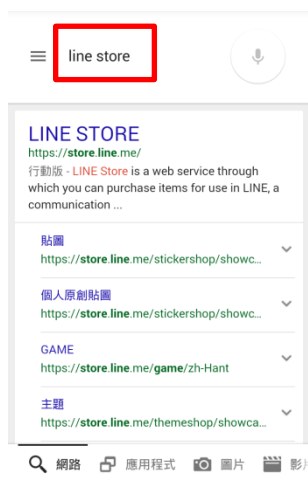 line store
LINE STORE
https://store.line.me/
行動版 - LINE Store is a web service through
which you can purchase items for use in LINE, a
communication ...
貼圖
https://store.line.me/stickershop/showc...
個人原創貼圖
https://store.line.me/stickershop/showc...
GAME
https://store.line.me/game/zh-Hant
主題
https://store.line.me/themeshop/showca...
網路 應用程式 圖片 影